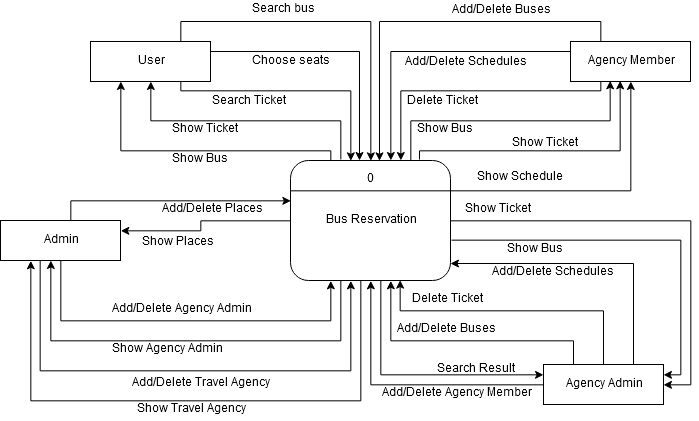 Search bus
Add/Delete Buses
User
Choose seats
Add/Delete Schedules
Agency Member
Search Ticket
Delete Ticket
Show Ticket
Show Bus
Show Ticket
Show Bus
0
Show Schedule
Add/Delete Places
Show Ticket
Bus Reservation
Admin
Show Places
Show Bus
Add/Delete Schedules
Add/Delete Agency Admin
Delete Ticket
Add/Delete Buses
Show Agency Admin
Search Result
Add/Delete Travel Agency
Agency Admin
Add/Delete Agency Member
Show Travel Agency